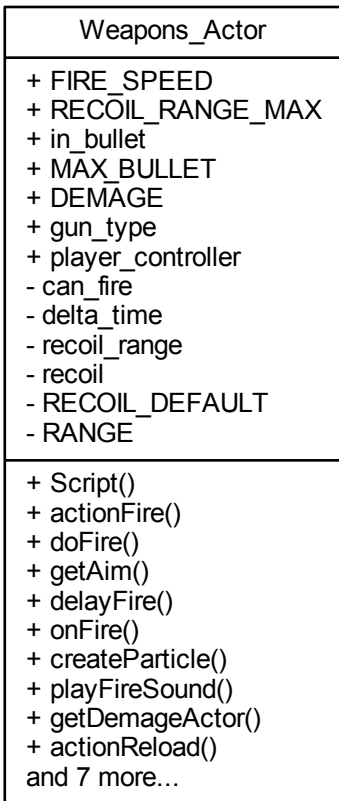 Weapons_Actor
+ FIRE_SPEED
+ RECOIL_RANGE_MAX
+ in_bullet
+ MAX_BULLET
+ DEMAGE
+ gun_type
+ player_controller
- can_fire
- delta_time
- recoil_range
- recoil
- RECOIL_DEFAULT
- RANGE
+ Script()
+ actionFire()
+ doFire()
+ getAim()
+ delayFire()
+ onFire()
+ createParticle()
+ playFireSound()
+ getDemageActor()
+ actionReload()
and 7 more...